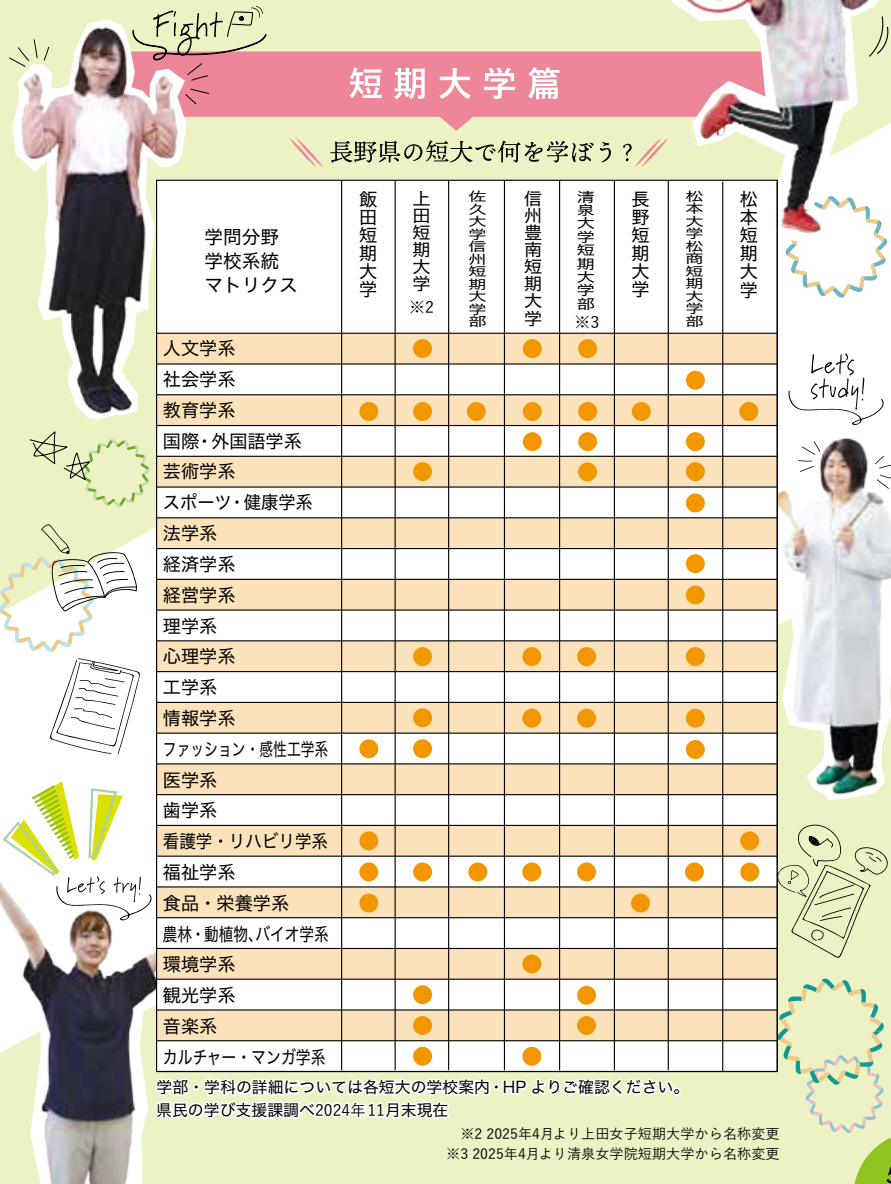 Fight
短期大学篇
長野県の短大で何を学ぼう？
学問分野
学校系統
マトリクス
飯田短期大学
上田短期大学 ※2
佐久大学信州短期大学部
信州豊南短期大学
清泉大学短期大学部 ※3
長野短期大学
松本大学松商短期大学部
松本短期大学
人文学系
社会学系
Let's
study!
教育学系
国際・外国語学系
芸術学系
スポーツ・健康学系
法学系
経済学系
経営学系
理学系
心理学系
工学系
情報学系
ファッション・感性工学系
医学系
歯学系
看護学・リハビリ学系
福祉学系
Let's try!
食品・栄養学系
農林・動植物、バイオ学系
環境学系
観光学系
音楽系
カルチャー・マンガ学系
学部・学科の詳細については各短大の学校案内・HP よりご確認ください。
県民の学び支援課調べ2024年11月末現在
※2 2025年4月より上田女子短期大学から名称変更
※3 2025年4月より清泉女学院短期大学から名称変更